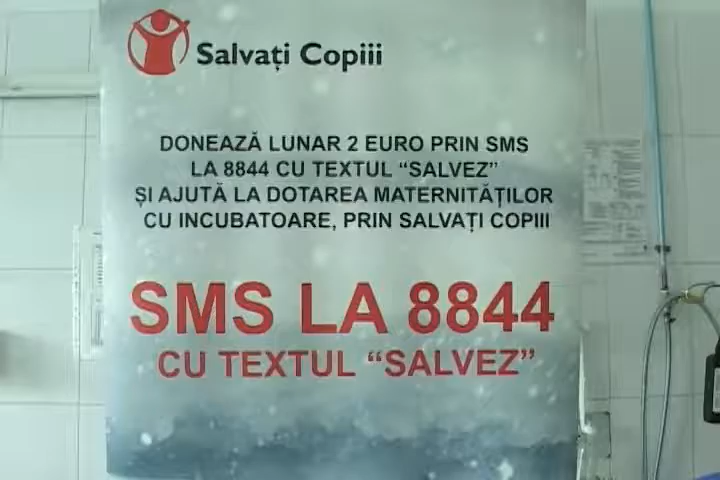 Salvați Copiii
DONEAZĂ LUNAR 2 EURO PRIN SMS
LA 8844 CU TEXTUL “SALVEZ”
ȘI AJUTĂ LA DOTAREA MATERNITĂȚILOR
CU INCUBATOARE, PRIN SALVAȚI COPIII
SMS LA 8844
CU TEXTUL “SALVEZ”